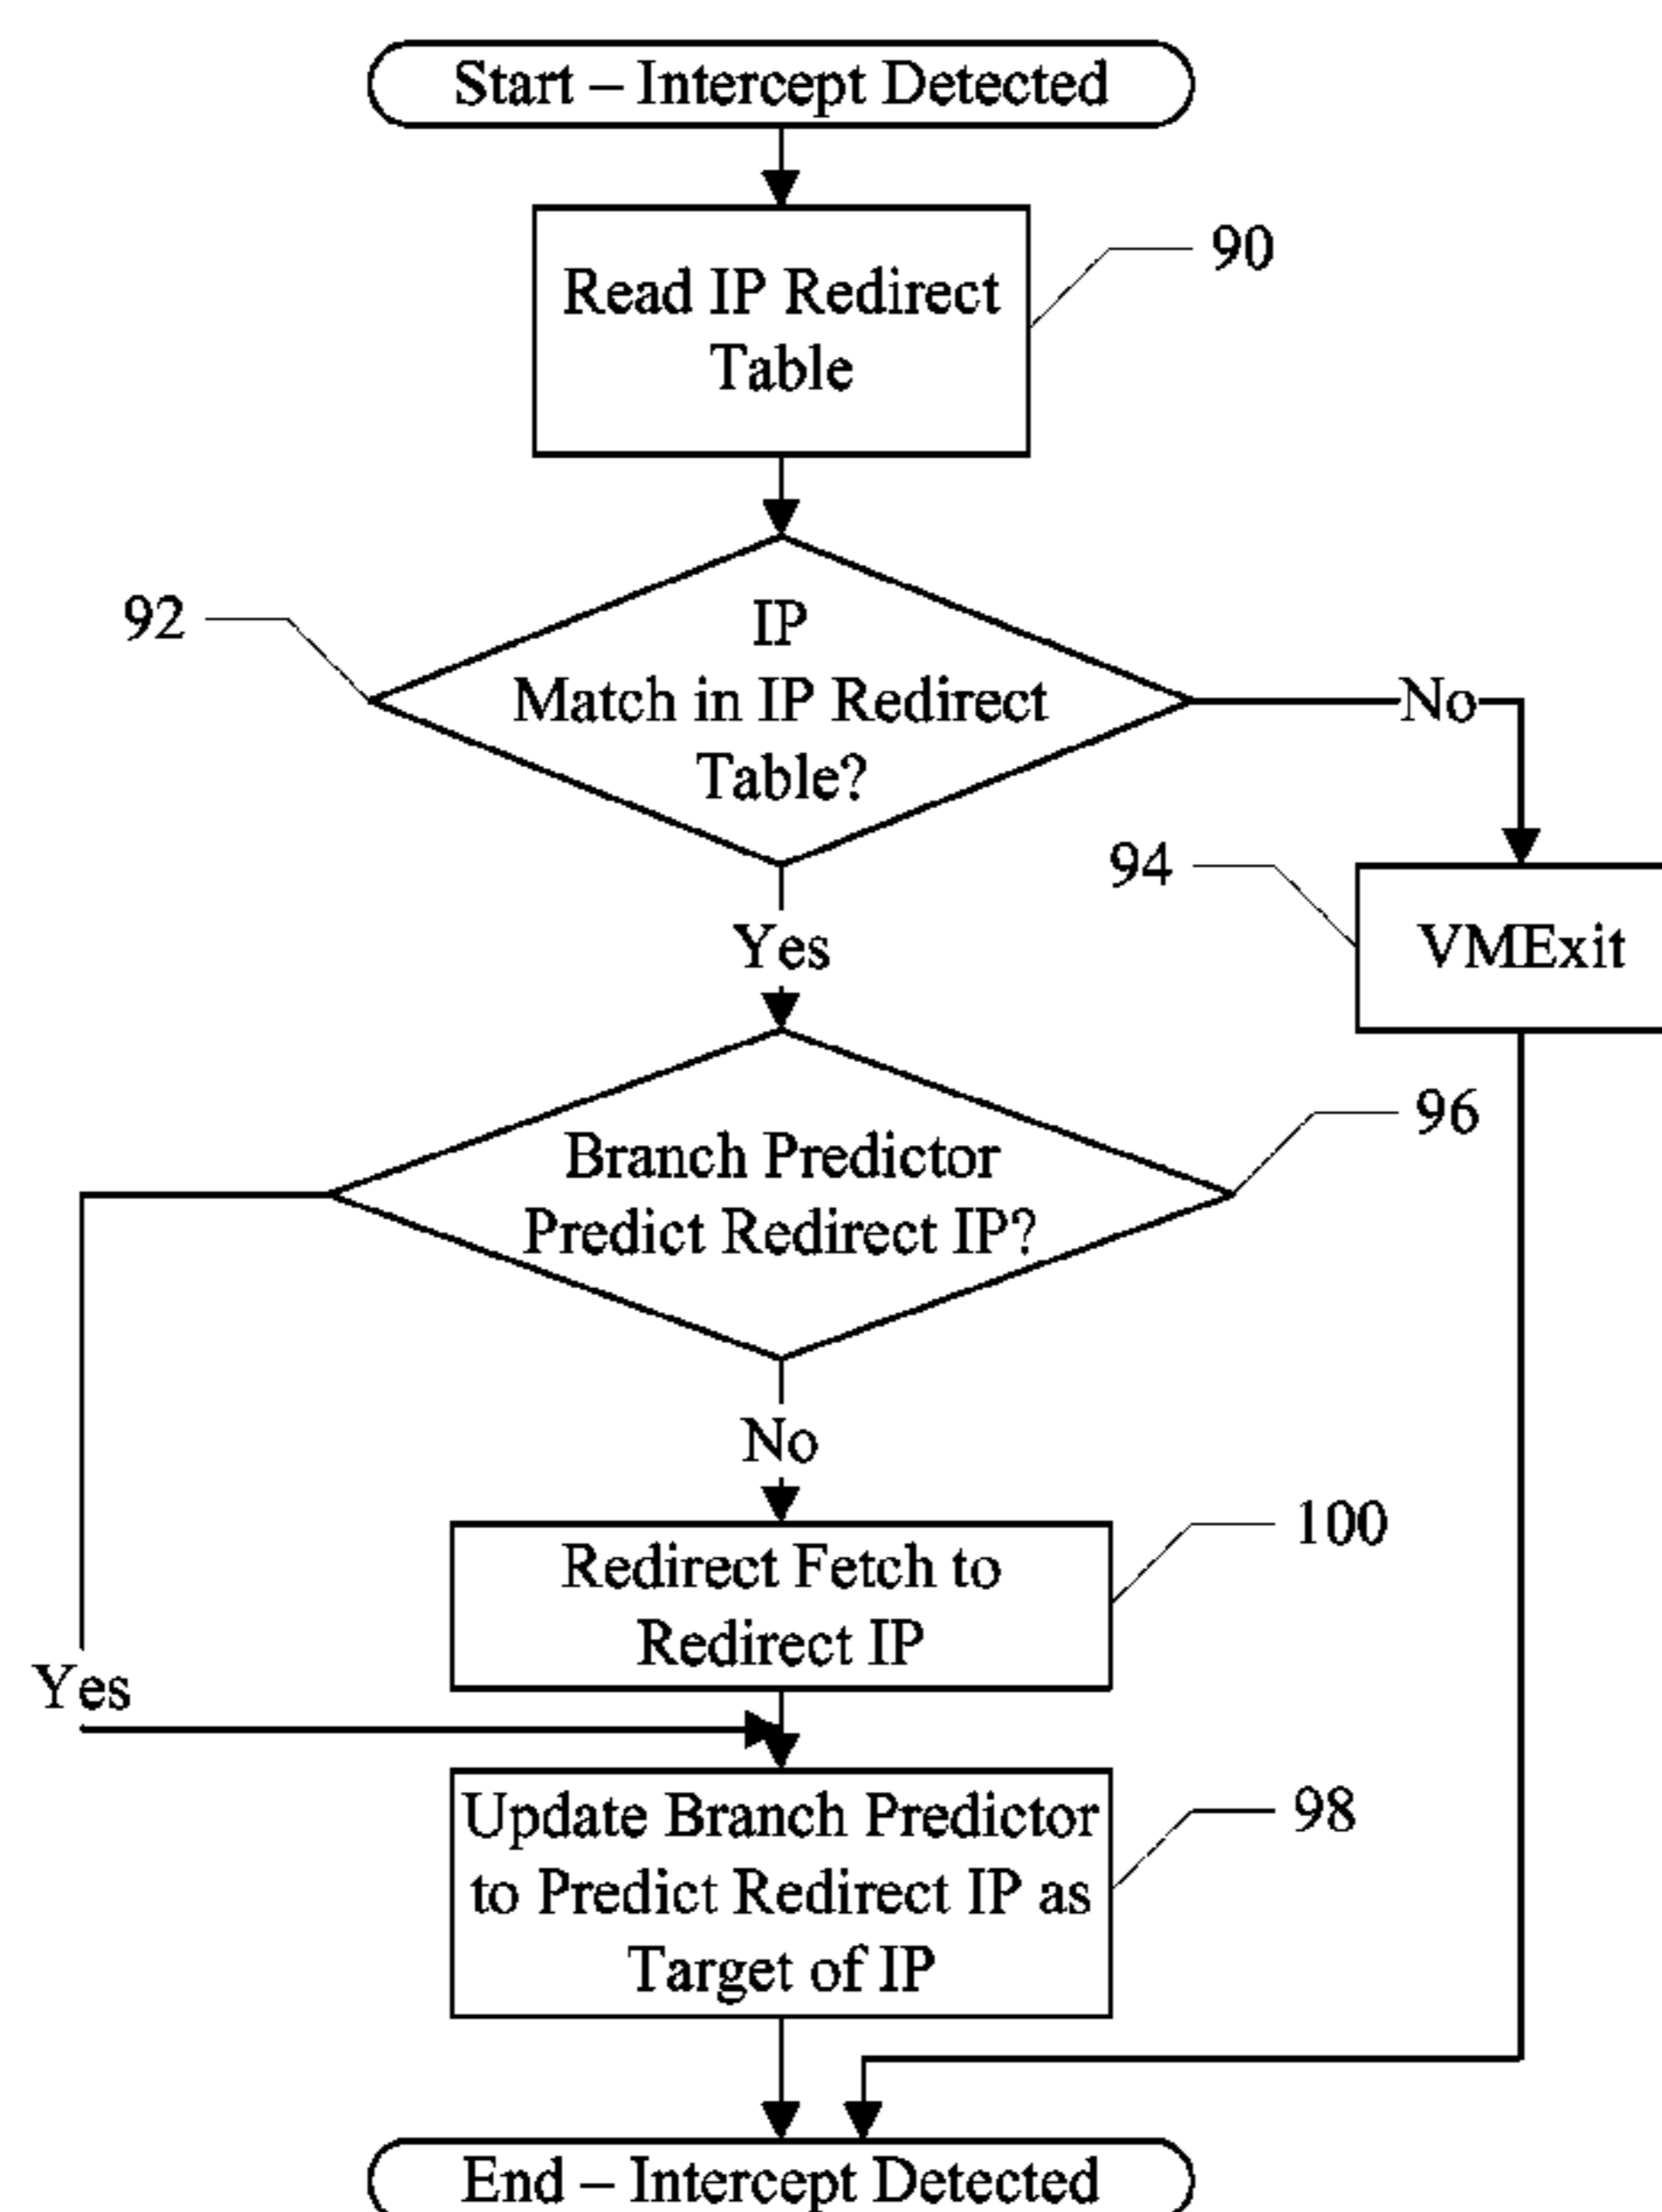 Start – Intercept Detected
90
Read IP Redirect
Table
92
IP
Match in IP Redirect
Table?
No
94
VMExit
Yes
96
Branch Predictor
Predict Redirect IP?
No
100
Redirect Fetch to
Redirect IP
Yes
98
Update Branch Predictor
to Predict Redirect IP as
Target of IP
End – Intercept Detected